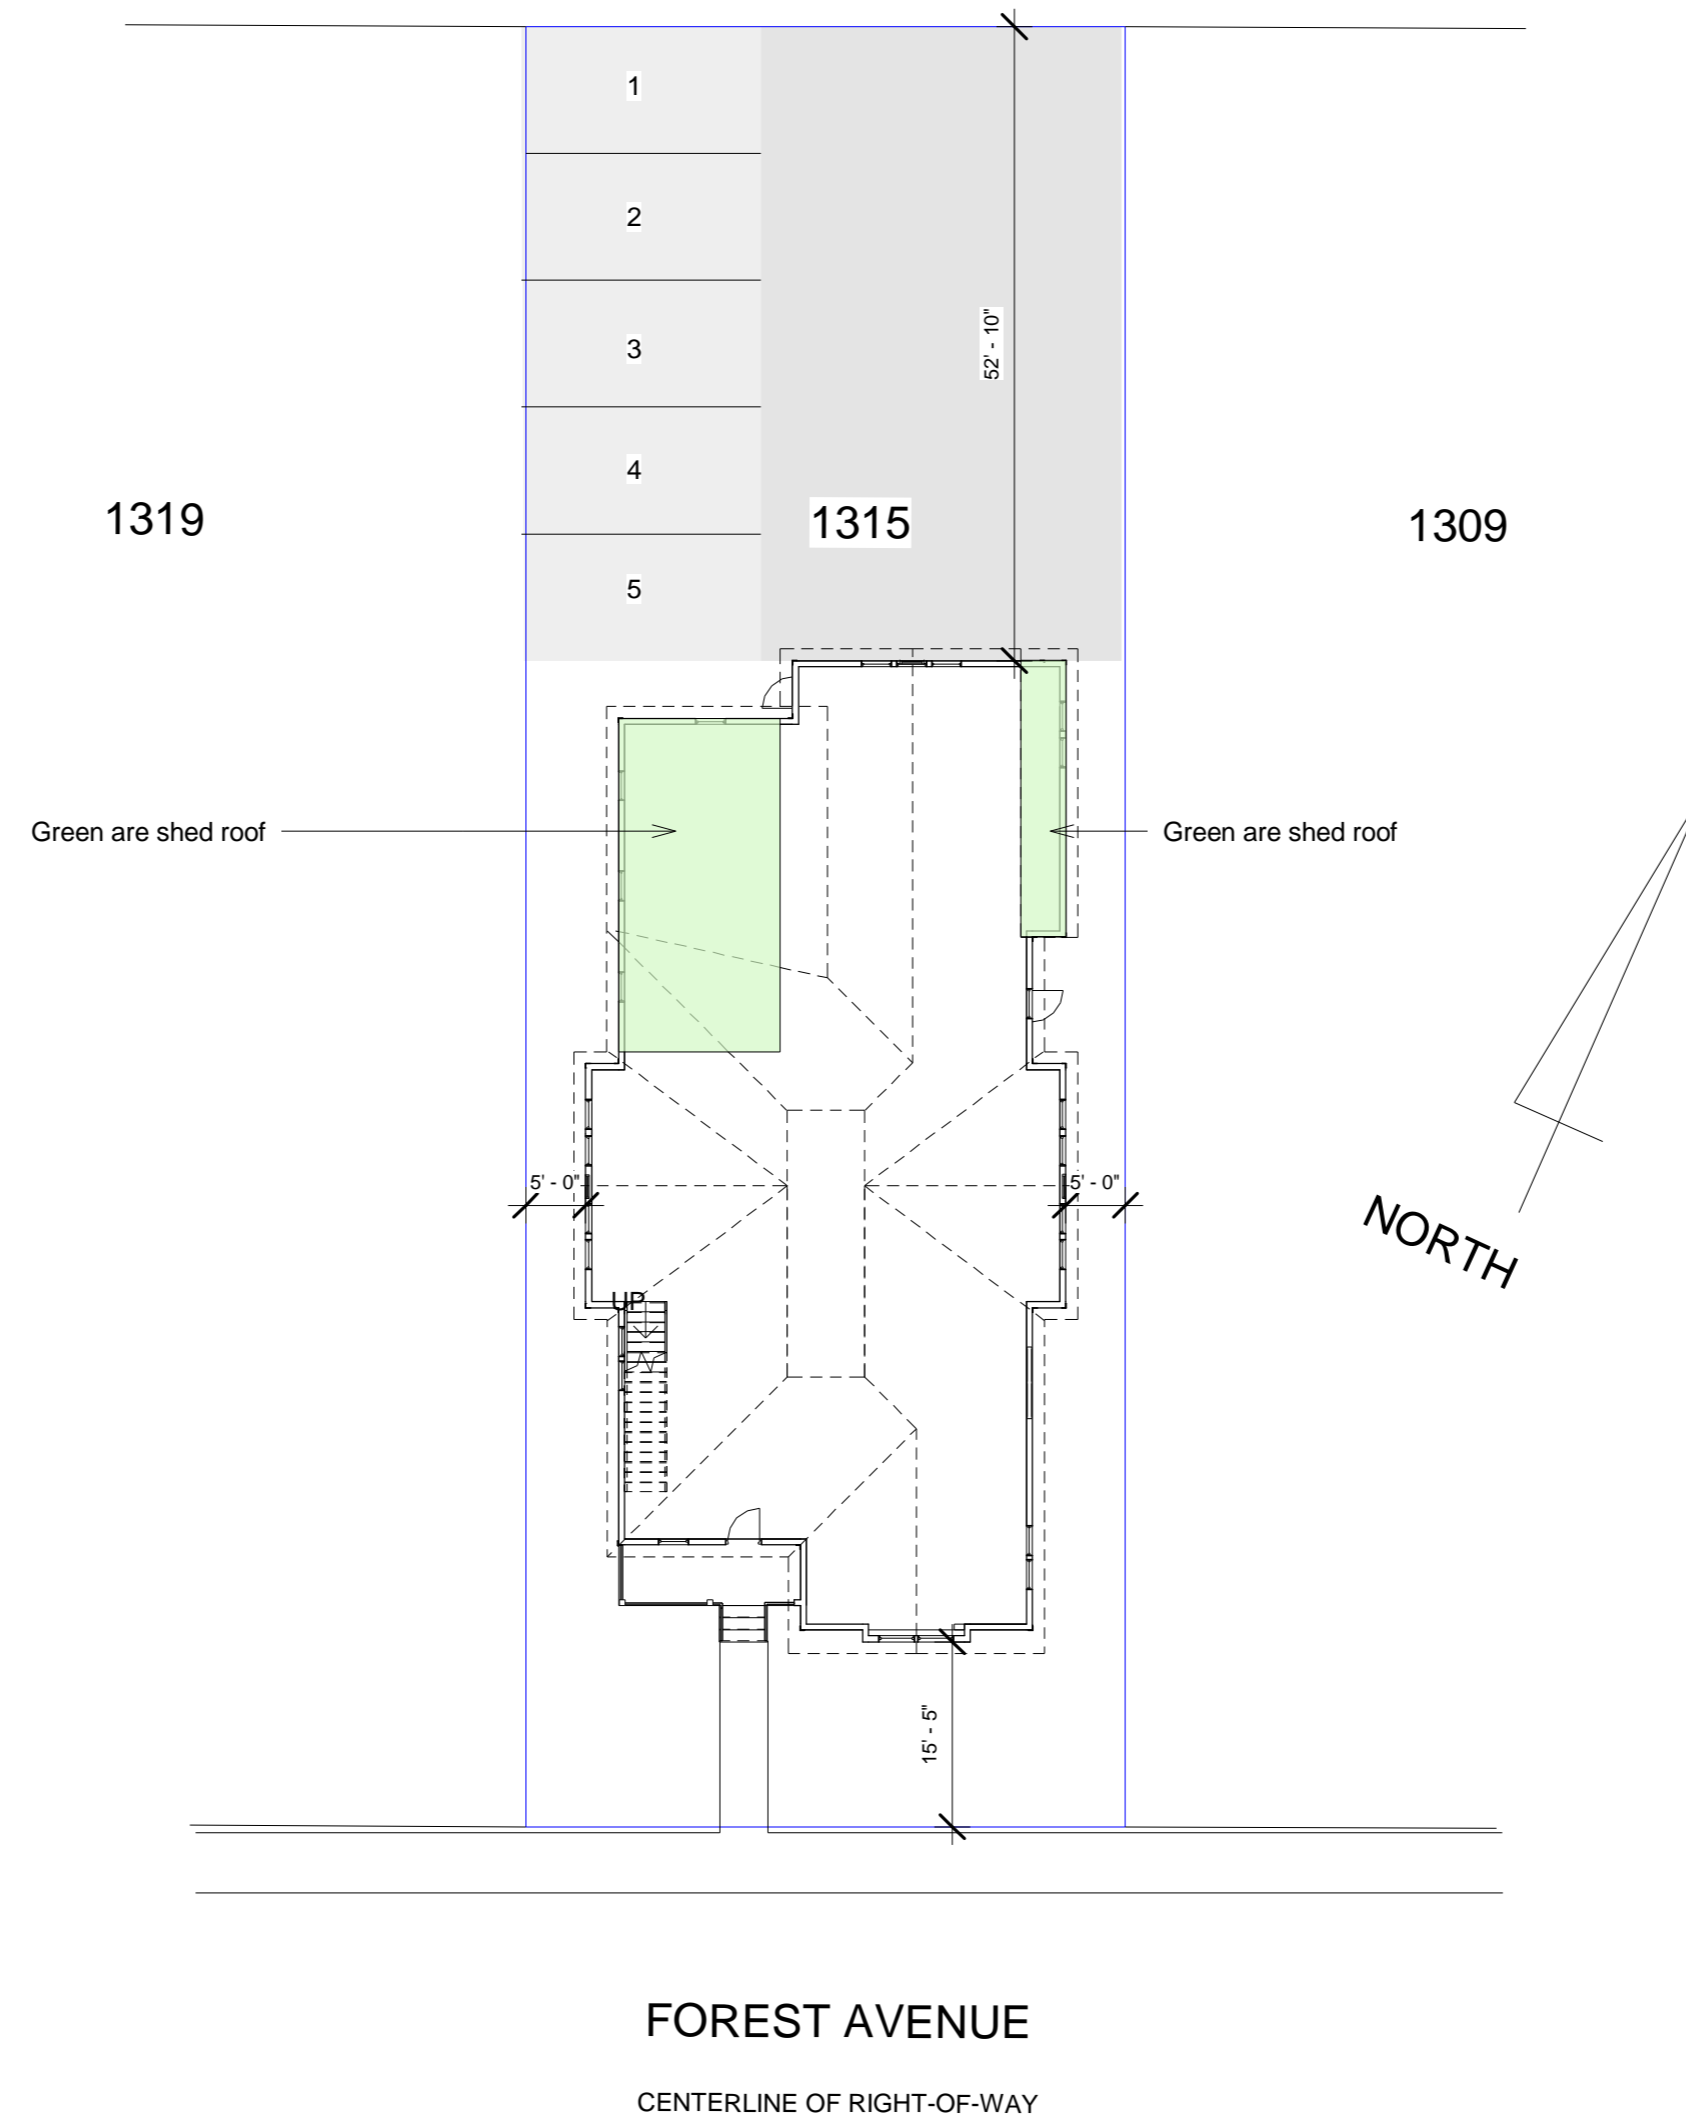 1
2
52' - 10"
3
4
1319
1315
1309
5
Green are shed roof
Green are shed roof
5' - 0"
5' - 0"
NORTH
UP
15' - 5"
FOREST AVENUE
CENTERLINE OF RIGHT-OF-WAY